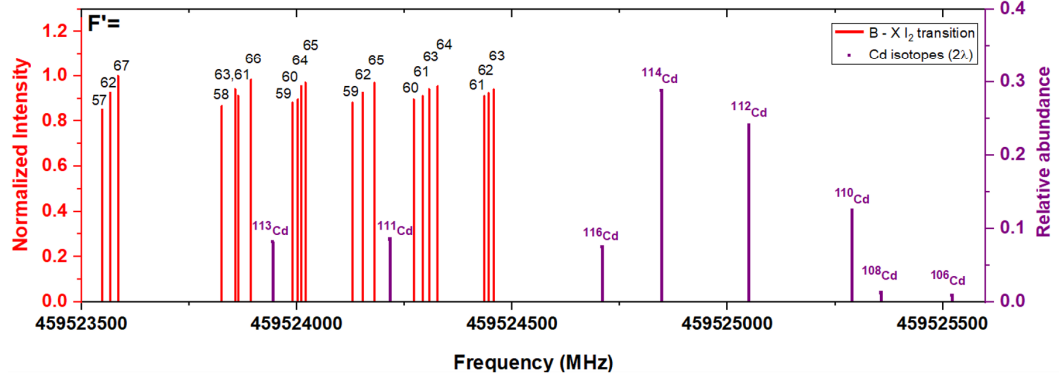 F'=
B - X I₂ transition
Cd isotopes (2λ)
Normalized Intensity
Relative abundance
1.2
1.0
0.8
0.6
0.4
0.2
0.0
0.4
0.3
0.2
0.1
0.0
57
62
67
58
63,
61
66
59
60
64
65
59
62
65
60
61
63
64
61
62
63
¹¹³Cd
¹¹¹Cd
¹¹⁶Cd
¹¹⁴Cd
¹¹²Cd
¹¹⁰Cd
¹⁰⁸Cd
¹⁰⁶Cd
459523500
459524000
459524500
459525000
459525500
Frequency (MHz)